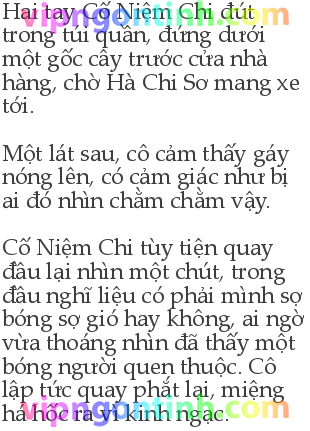 vipngontinh.com
Hai tay Cố Niệm Chi đút
trong túi quần, đứng dưới
một gốc cây trước cửa nhà
hàng, chờ Hà Chi Sơ mang xe
tới.
Một lát sau, cô cảm thấy gáy
nóng lên, có cảm giác như bị
ai đó nhìn chằm chằm vậy.
Cố Niệm Chi tùy tiện quay
đầu lại nhìn một chút, trong
đầu nghĩ liệu có phải mình sợ
bóng sợ gió hay không, ai ngờ
vừa thoáng nhìn đã thấy một
bóng người quen thuộc. Cô
lập tức quay phắt lại, miệng
há hốc ra vì kinh ngạc.
vipngontinh.com